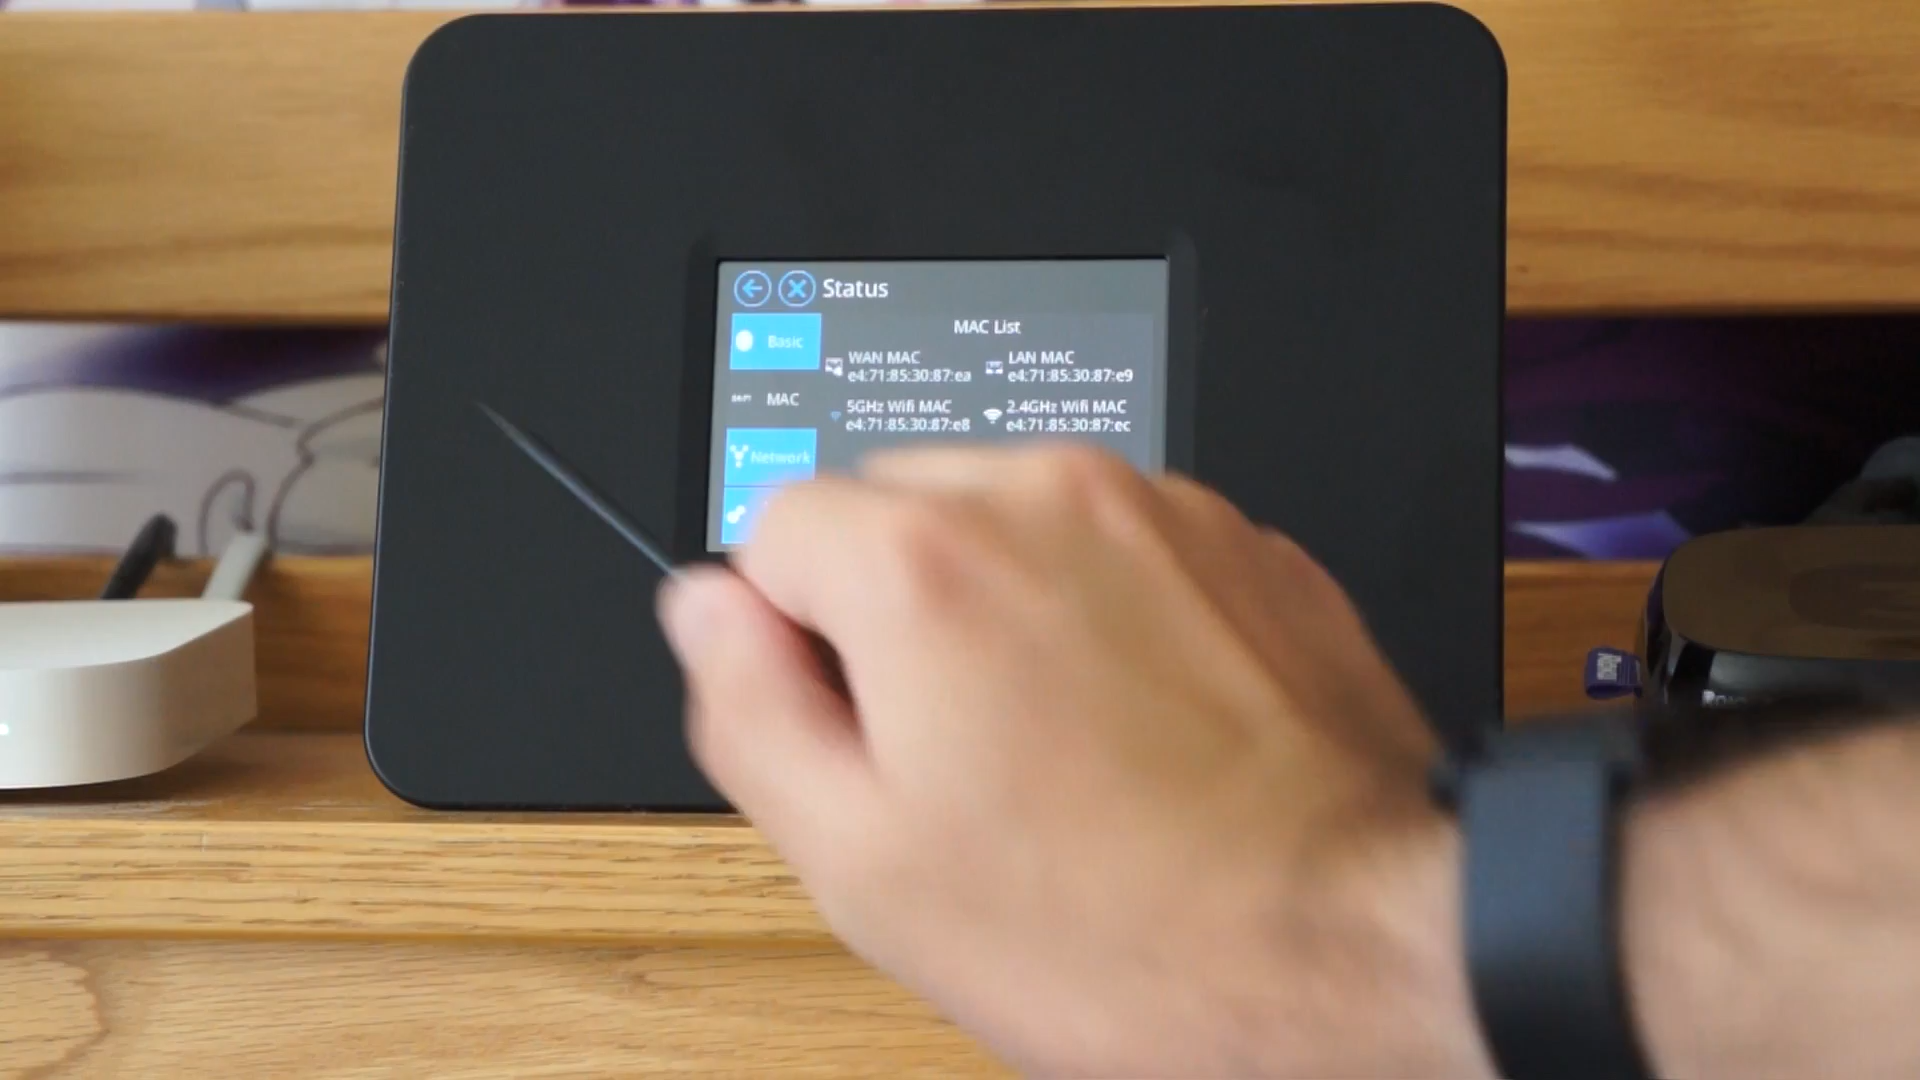 Status
Basic
MAC
Network
MAC List
WAN MAC
e4:71:85:30:87:ea
LAN MAC
e4:71:85:30:87:e9
5GHz Wifi MAC
e4:71:85:30:87:e8
2.4GHz Wifi MAC
e4:71:85:30:87:ec
Roku